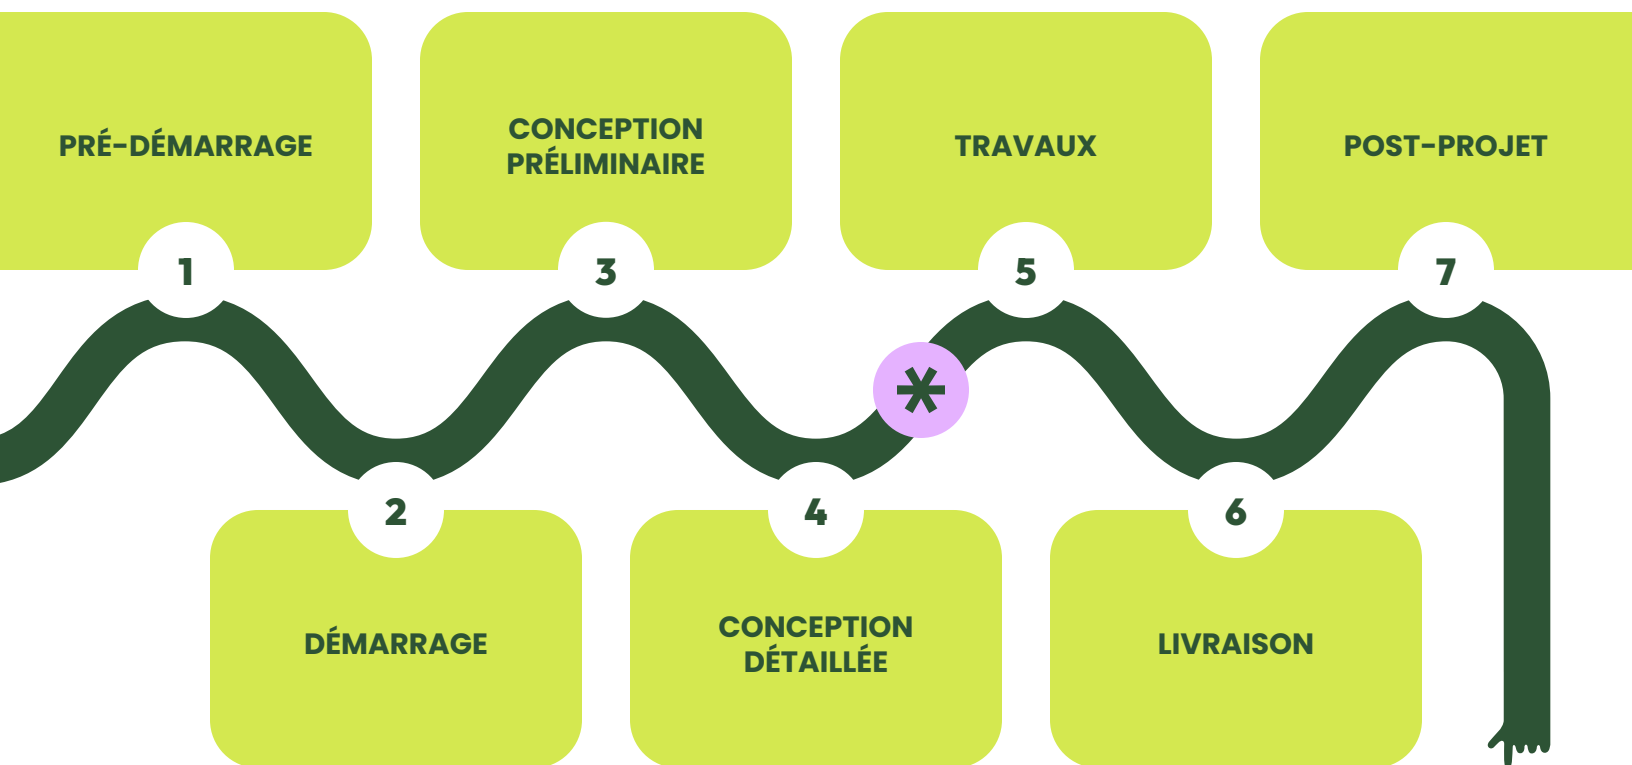 PRÉ-DÉMARRAGE
1
DÉMARRAGE
2
CONCEPTION
PRÉLIMINAIRE
3
CONCEPTION
DÉTAILLÉE
4
*
TRAVAUX
5
LIVRAISON
6
POST-PROJET
7